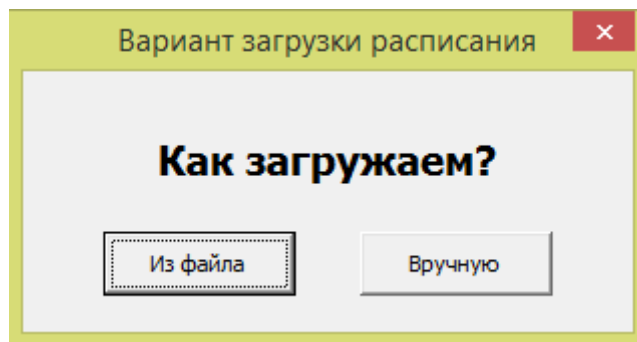 Вариант загрузки расписания
Как загружаем?
Из файла
Вручную